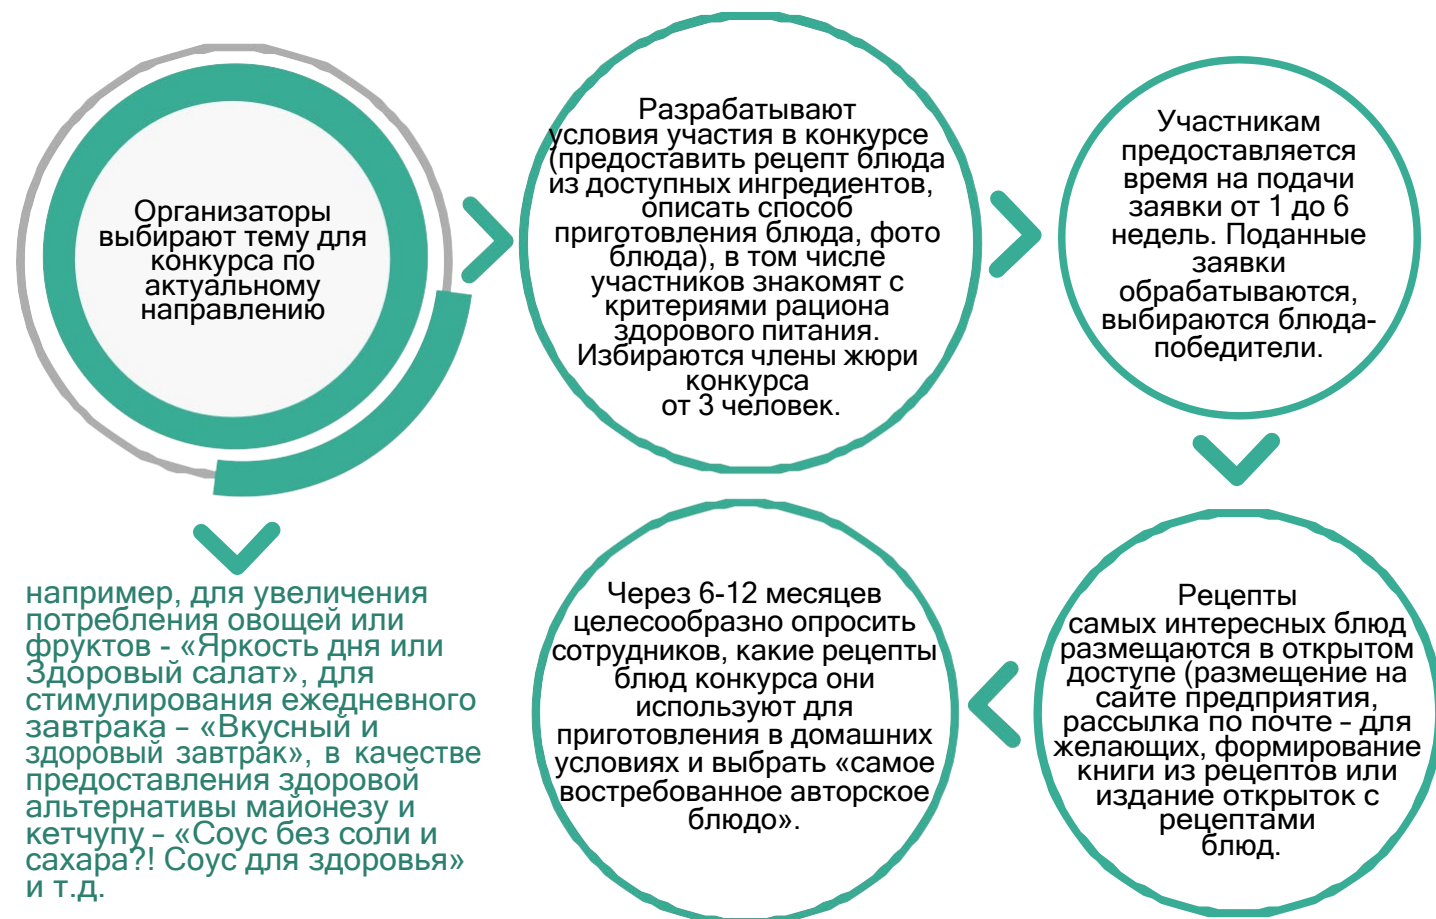 Организаторы
выбирают тему для
конкурса по
актуальному
направлению
например, для увеличения
потребления овощей или
фруктов - «Яркость дня или
Здоровый салат», для
стимулирования ежедневного
завтрака – «Вкусный и
здоровый завтрак», в качестве
предоставления здоровой
альтернативы майонезу и
кетчупу – «Соус без соли и
сахара?! Соус для здоровья»
и т.д.
Разрабатывают
условия участия в конкурсе
(предоставить рецепт блюда
из доступных ингредиентов,
описать способ
приготовления блюда, фото
блюда), в том числе
участников знакомят с
критериями рациона
здорового питания.
Избираются члены жюри
конкурса
от 3 человек.
Участникам
предоставляется
время на подачи
заявки от 1 до 6
недель. Поданные
заявки
обрабатываются,
выбираются блюда-
победители.
Рецепты
самых интересных блюд
размещаются в открытом
доступе (размещение на
сайте предприятия,
рассылка по почте – для
желающих, формирование
книги из рецептов или
издание открыток с
рецептами
блюд.
Через 6-12 месяцев
целесообразно опросить
сотрудников, какие рецепты
блюд конкурса они
используют для
приготовления в домашних
условиях и выбрать «самое
востребованное авторское
блюдо».